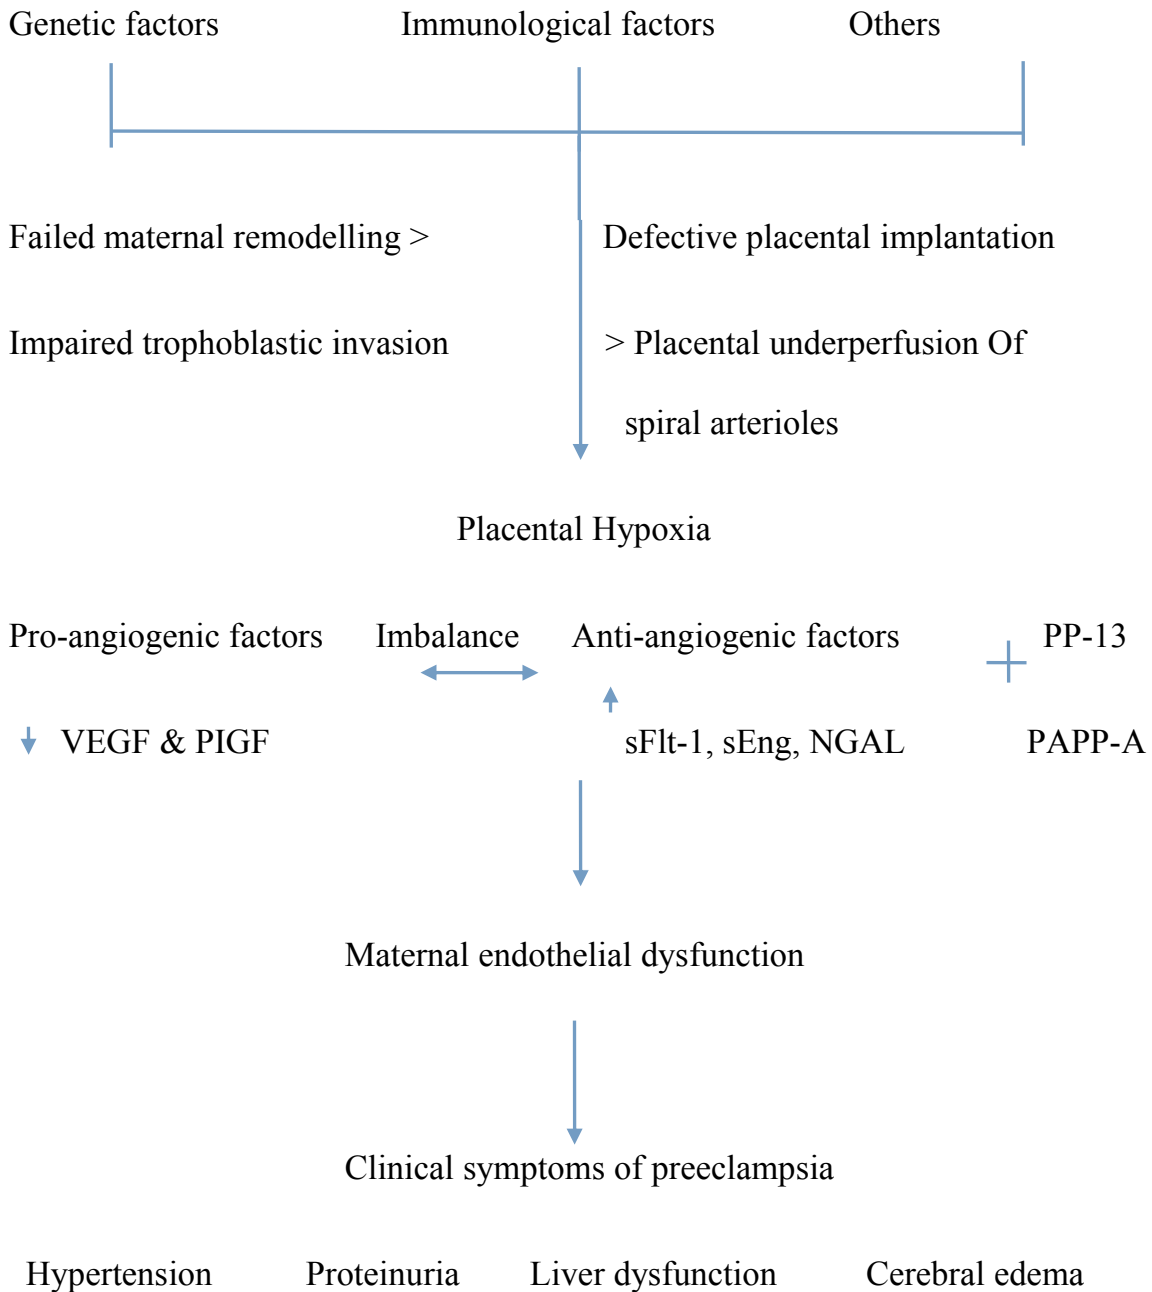 Genetic factors Immunological factors Others
Failed maternal remodelling > Defective placental implantation
Impaired trophoblastic invasion > Placental underperfusion Of
spiral arterioles
Placental Hypoxia
Pro-angiogenic factors Imbalance Anti-angiogenic factors PP-13
VEGF & PIGF sFlt-1, sEng, NGAL PAPP-A
Maternal endothelial dysfunction
Clinical symptoms of preeclampsia
Hypertension Proteinuria Liver dysfunction Cerebral edema